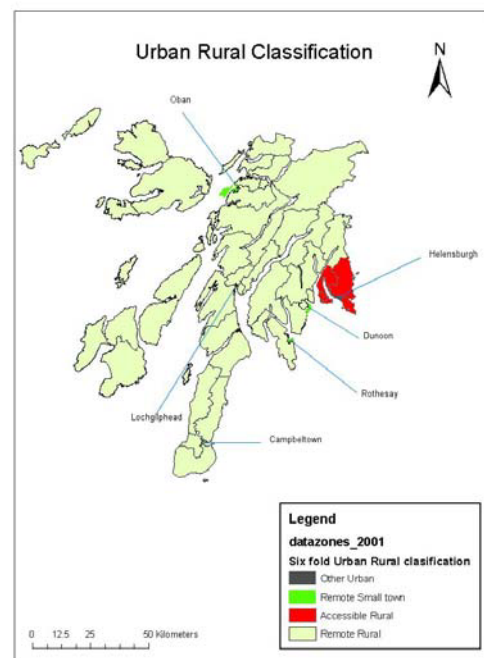 Urban Rural Classification
N
Oban
Helensburgh
Dunoon
Rothesay
Lochgilphead
Campbeltown
Legend
datazones_2001
Six fold Urban Rural clasification
Other Urban
Remote Small town
Accessible Rural
Remote Rural
0 12.5 25 50 Kilometers